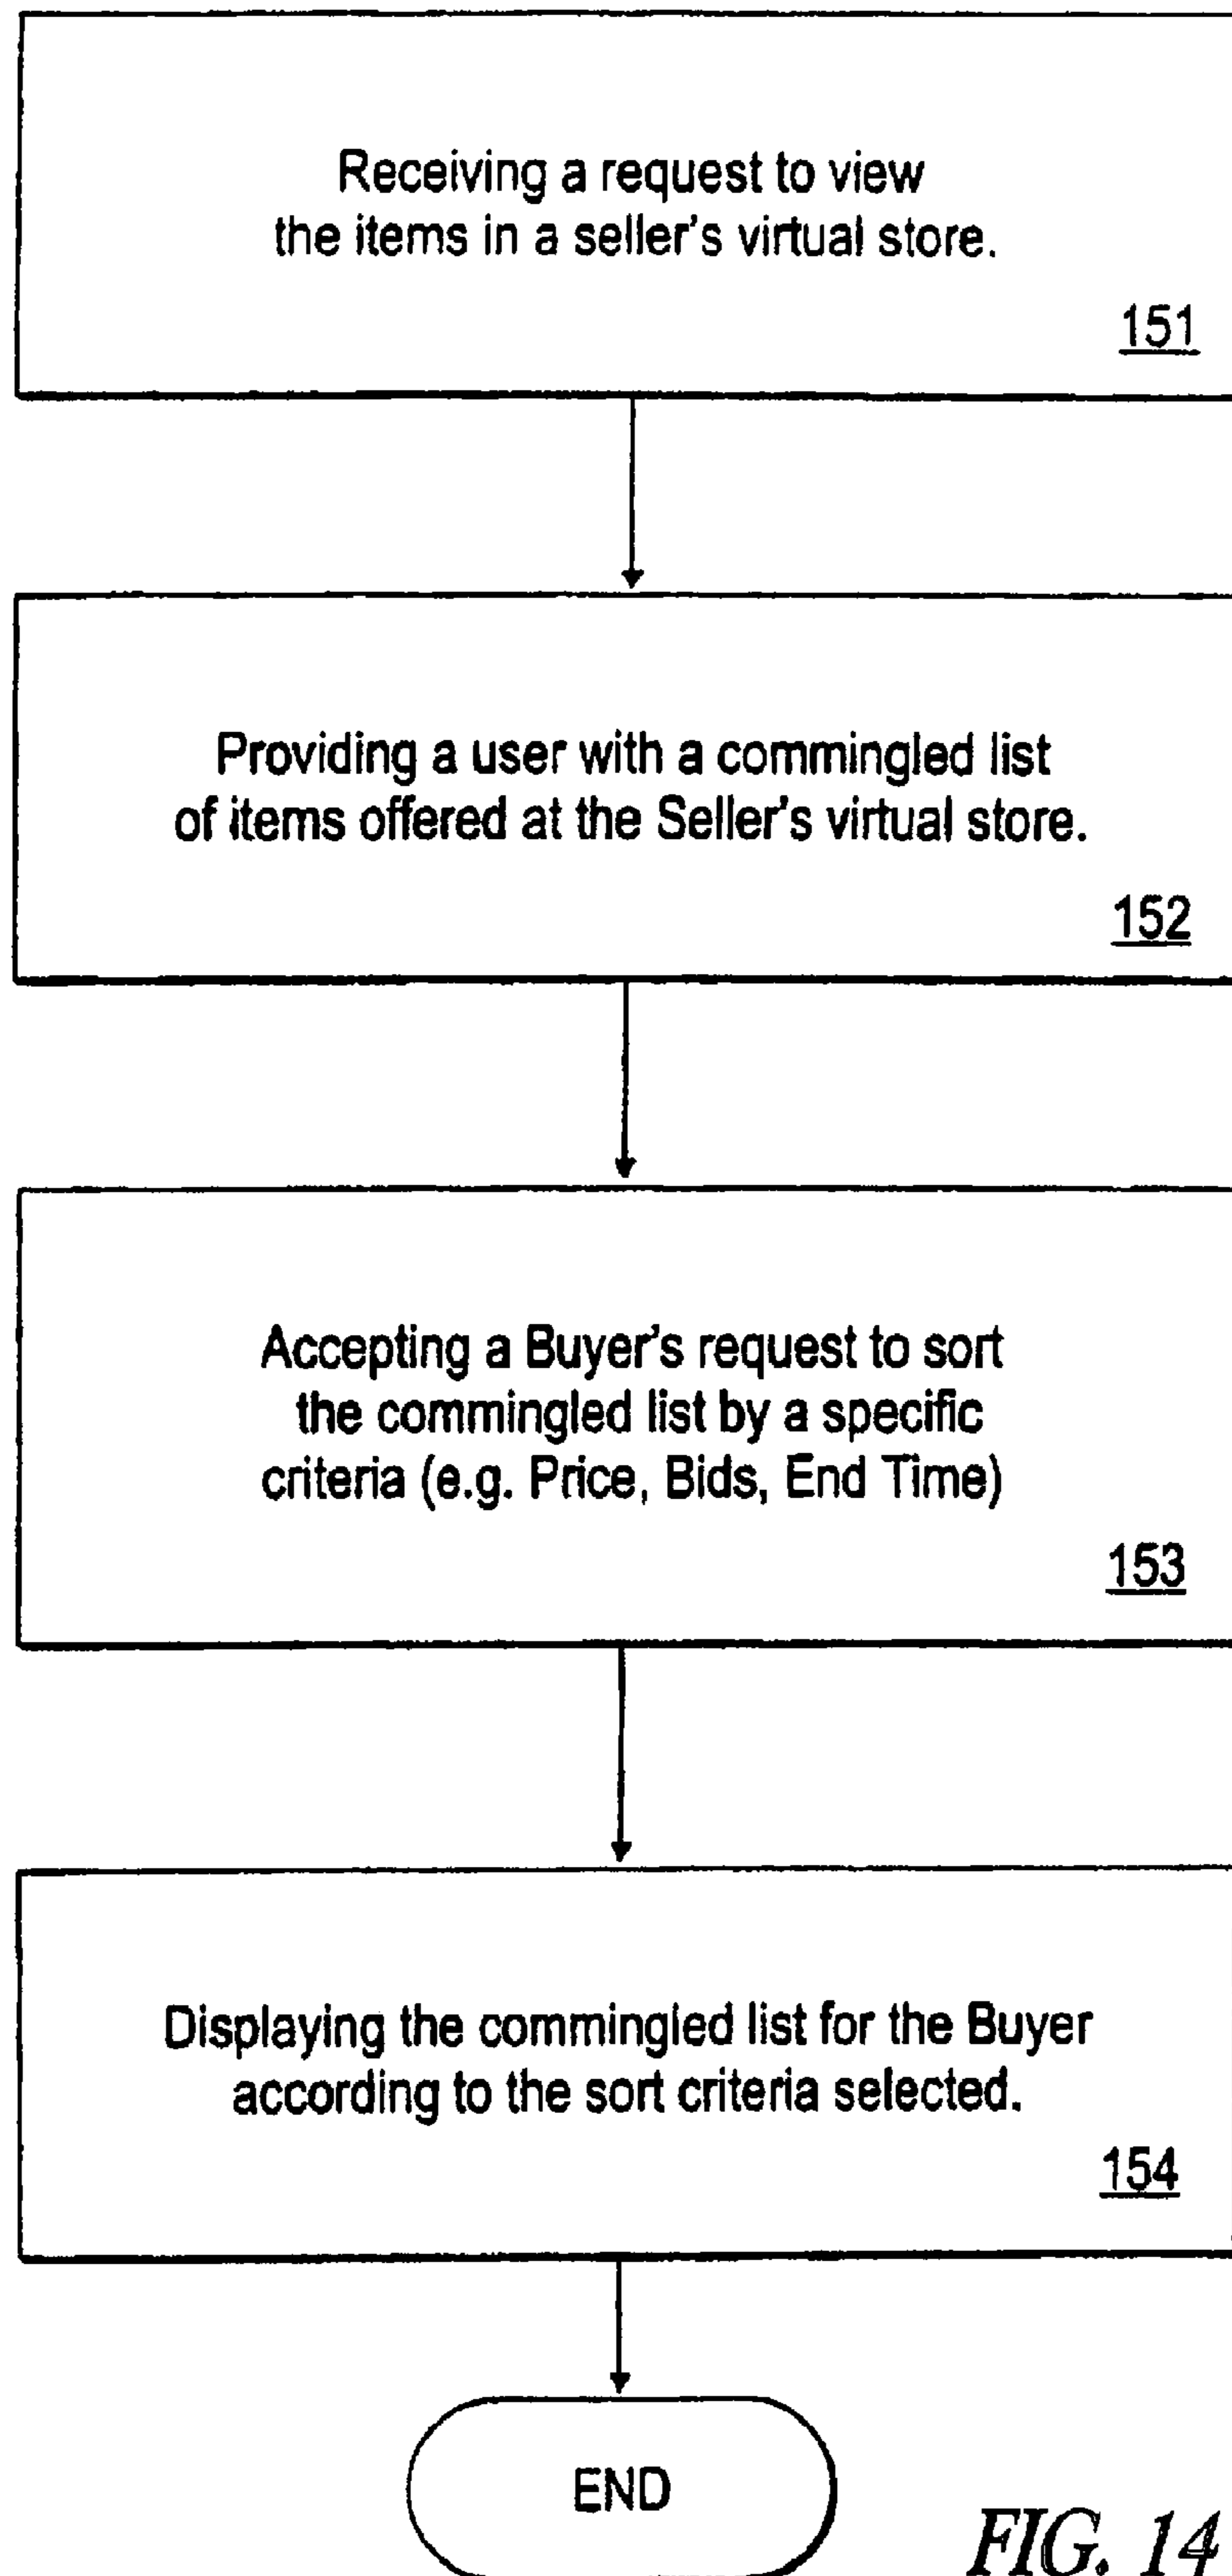 Receiving a request to view
the items in a seller's virtual store.
151
Providing a user with a commingled list
of items offered at the Seller's virtual store.
152
Accepting a Buyer's request to sort
the commingled list by a specific
criteria (e.g. Price, Bids, End Time)
153
Displaying the commingled list for the Buyer
according to the sort criteria selected.
154
END
FIG. 14